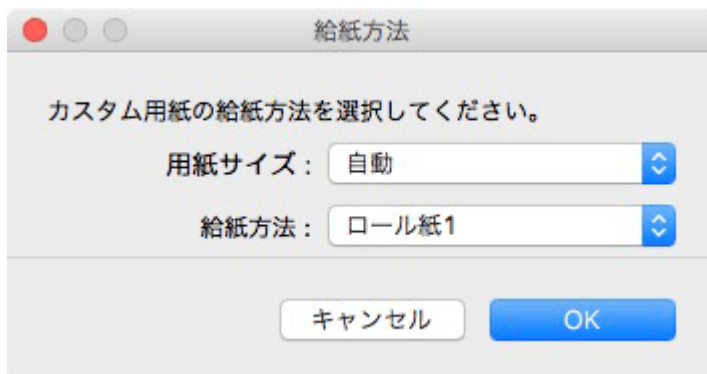 給紙方法
カスタム用紙の給紙方法を選択してください。
用紙サイズ： 自動
給紙方法： ロール紙1
キャンセル OK